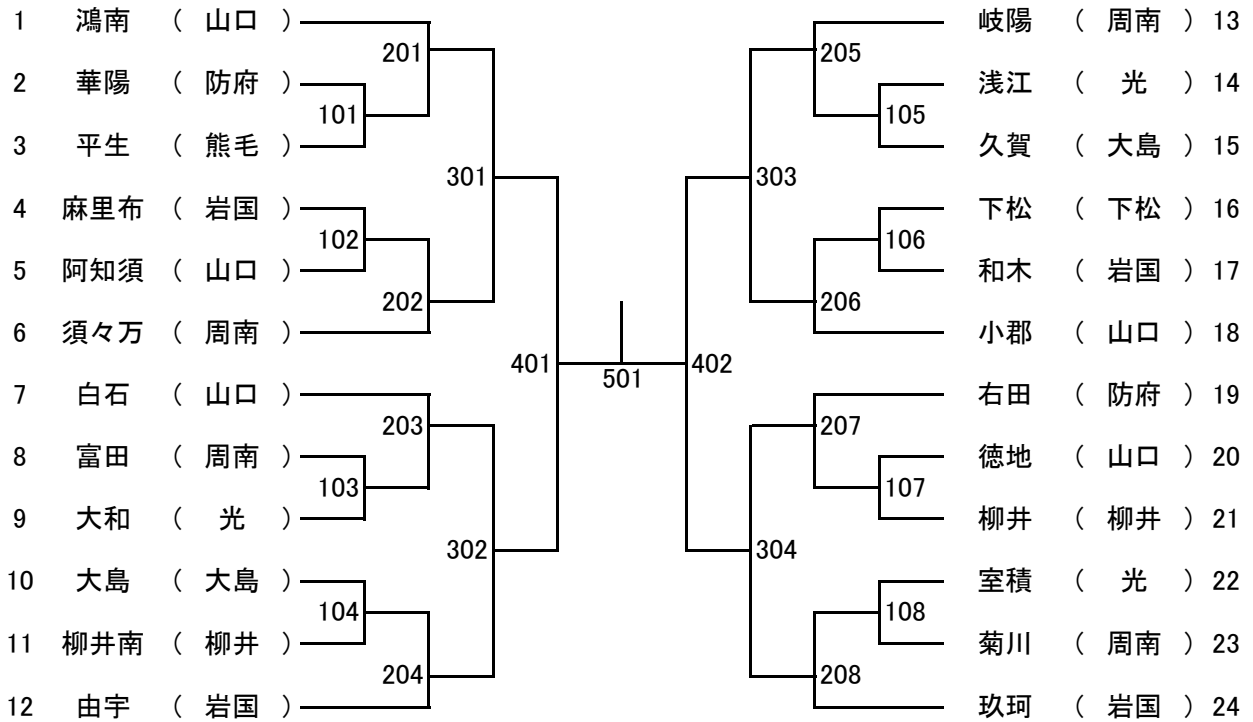 1 鴻南 ( 山口 )
201
2 華陽 ( 防府 )
101
3 平生 ( 熊毛 )
301
4 麻里布 ( 岩国 )
102
5 阿知須 ( 山口 )
202
6 須々万 ( 周南 )
401
7 白石 ( 山口 )
203
8 富田 ( 周南 )
103
9 大和 ( 光 )
302
10 大島 ( 大島 )
104
11 柳井南 ( 柳井 )
204
12 由宇 ( 岩国 )
501
岐陽 ( 周南 ) 13
205
浅江 ( 光 ) 14
105
久賀 ( 大島 ) 15
303
下松 ( 下松 ) 16
106
和木 ( 岩国 ) 17
206
小郡 ( 山口 ) 18
402
右田 ( 防府 ) 19
207
徳地 ( 山口 ) 20
107
柳井 ( 柳井 ) 21
304
室積 ( 光 ) 22
108
菊川 ( 周南 ) 23
208
玖珂 ( 岩国 ) 24